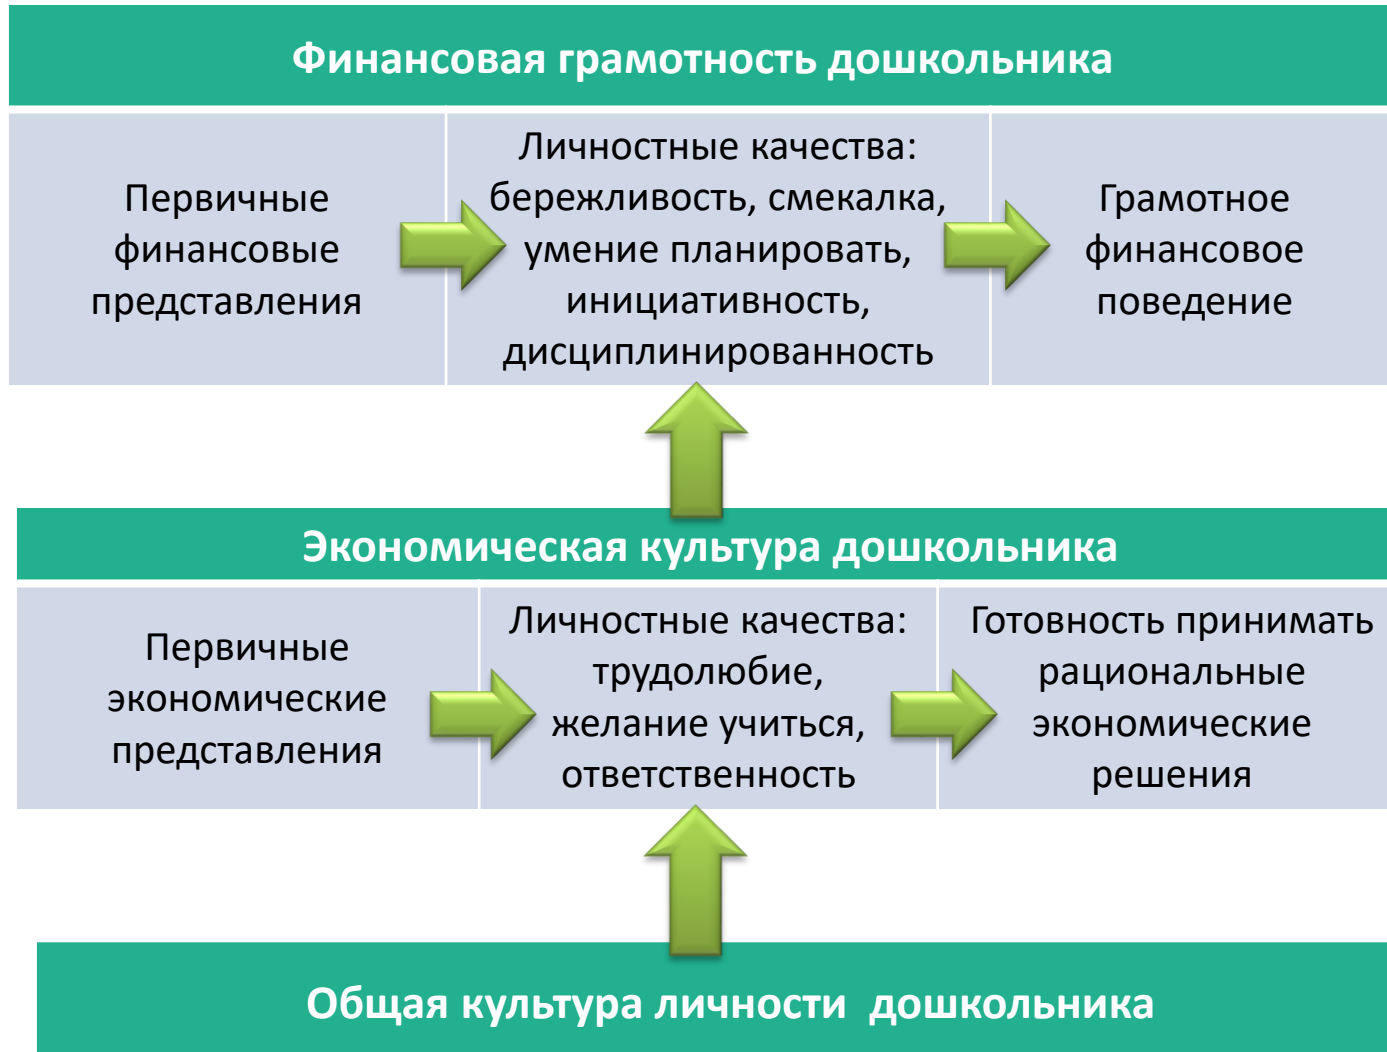 Финансовая грамотность дошкольника
Первичные
финансовые
представления
Личностные качества:
бережливость, смекалка,
умение планировать,
инициативность,
дисциплинированность
Грамотное
финансовое
поведение
Экономическая культура дошкольника
Первичные
экономические
представления
Личностные качества:
трудолюбие,
желание учиться,
ответственность
Готовность принимать
рациональные
экономические
решения
Общая культура личности  дошкольника